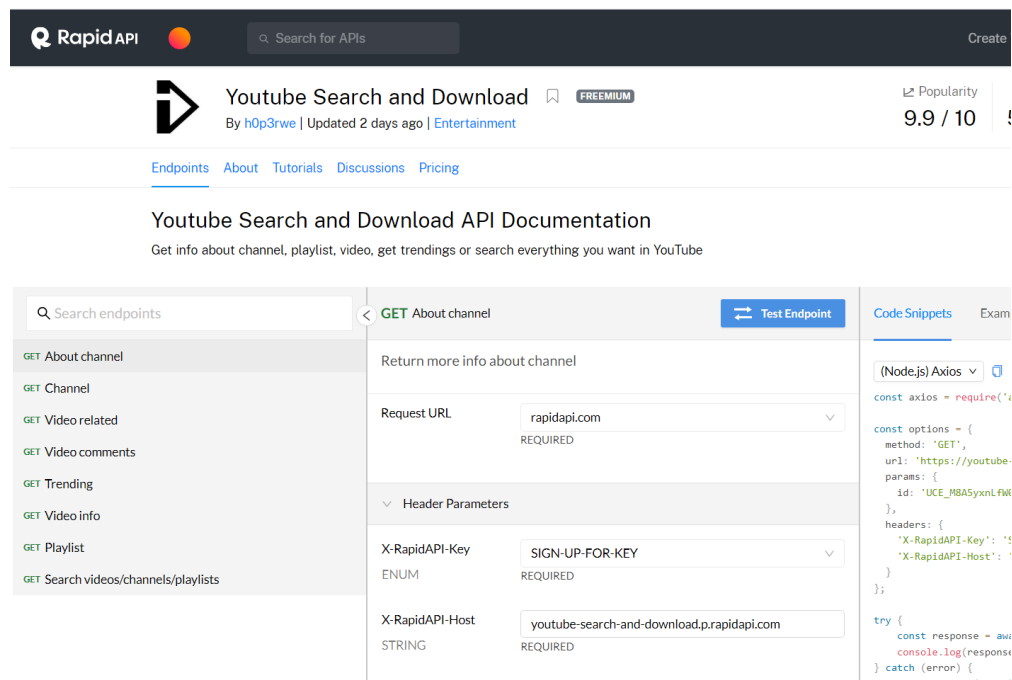 Rapid API
Search for APIs
Create
Youtube Search and Download
FREEMIUM
By h0p3rwe | Updated 2 days ago | Entertainment
Popularity
9.9 / 10
Endpoints About Tutorials Discussions Pricing
Youtube Search and Download API Documentation
Get info about channel, playlist, video, get trendings or search everything you want in YouTube
Search endpoints
GET About channel
GET Channel
GET Video related
GET Video comments
GET Trending
GET Video info
GET Playlist
GET Search videos/channels/playlists
GET About channel
Test Endpoint
Return more info about channel
Request URL
rapidapi.com
REQUIRED
Header Parameters
X-RapidAPI-Key
ENUM
SIGN-UP-FOR-KEY
REQUIRED
X-RapidAPI-Host
STRING
youtube-search-and-download.p.rapidapi.com
REQUIRED
Code Snippets Exam
(Node.js) Axios
const axios = require('a
const options = {
method: 'GET',
url: 'https://youtube-
params: {
id: 'UCE_M8A5yxnLfW
},
headers: {
'X-RapidAPI-Key': 'S
'X-RapidAPI-Host': '
}
};
try {
const response = awa
console.log(response
} catch (error) {